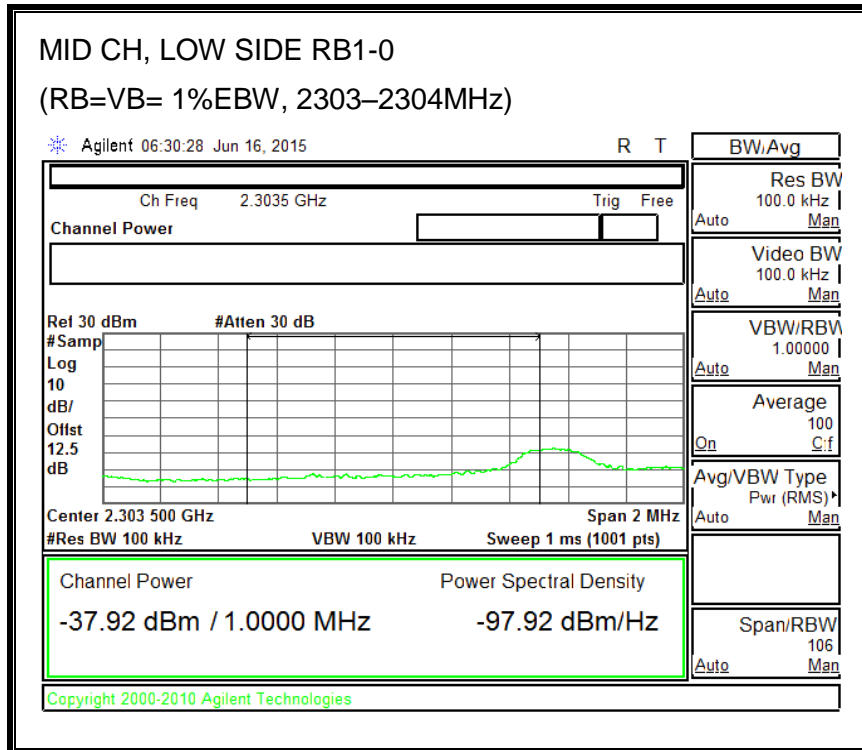 MID CH, LOW SIDE RB1-0
(RB=VB= 1%EBW, 2303–2304MHz)
Agilent 06:30:28 Jun 16, 2015 R T
Ch Freq 2.3035 GHz Trig Free
Channel Power
Ref 30 dBm #Atten 30 dB
#Samp
Log
10
dB/
Offst
12.5
dB
Center 2.303 500 GHz Span 2 MHz
#Res BW 100 kHz VBW 100 kHz Sweep 1 ms (1001 pts)
Channel Power Power Spectral Density
-37.92 dBm / 1.0000 MHz -97.92 dBm/Hz
Copyright 2000-2010 Agilent Technologies
BW/Avg
Res BW
100.0 kHz
Auto Man
Video BW
100.0 kHz
Auto Man
VBW/RBW
1.00000
Auto Man
Average
100
On Off
Avg/VBW Type
Pwr (RMS)
Auto Man
Span/RBW
106
Auto Man